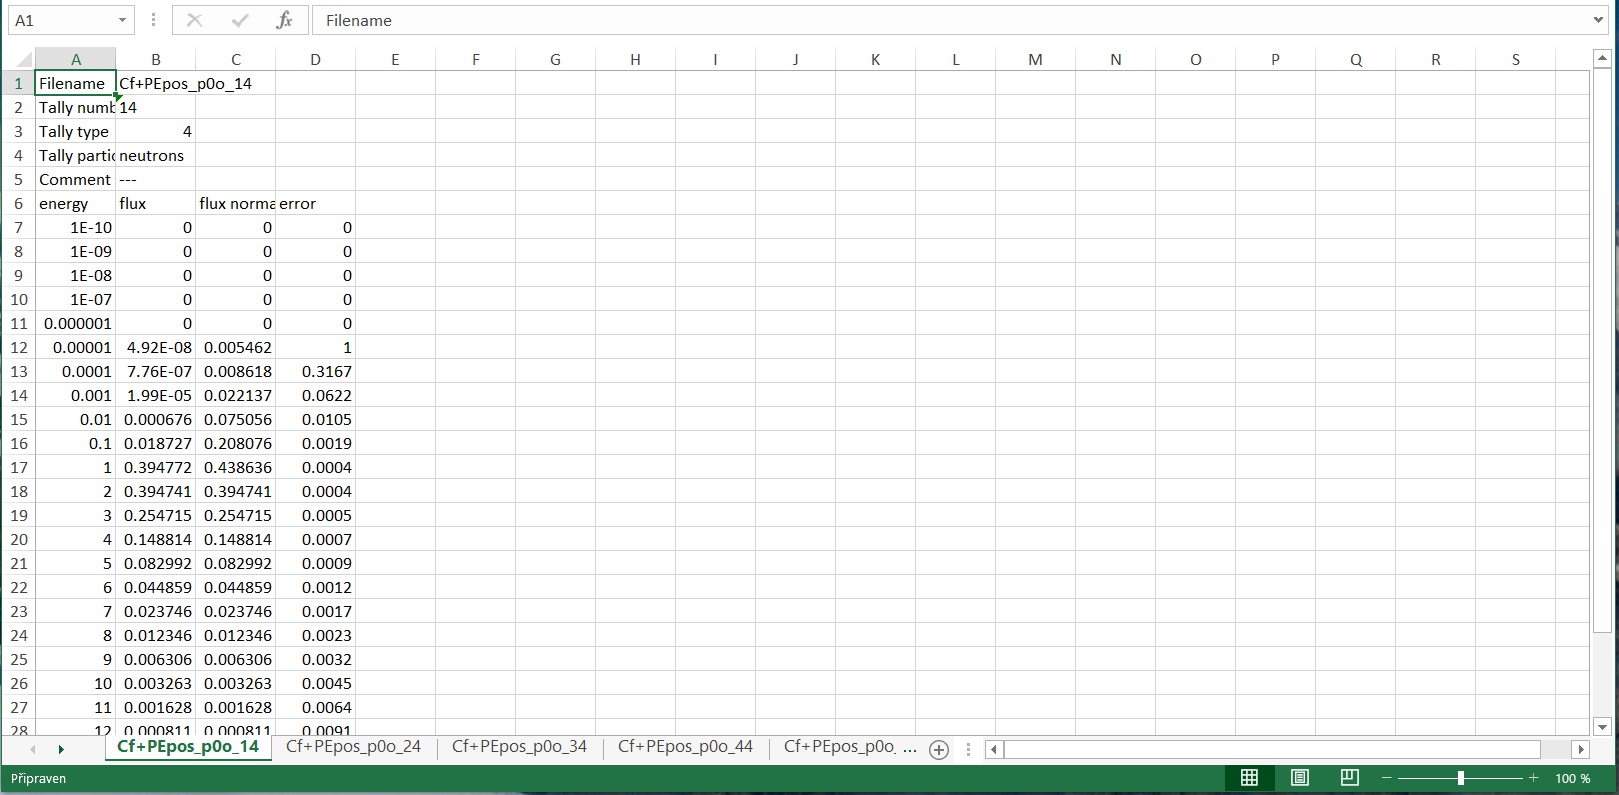 A1 fx Filename
A B C D E F G H I J K L M N O P Q R S
1 Filename Cf+PEpos_p0o_14
2 Tally numb 14
3 Tally type 4
4 Tally partic neutrons
5 Comment ---
6 energy flux flux norma error
7 1E-10 0 0 0
8 1E-09 0 0 0
9 1E-08 0 0 0
10 1E-07 0 0 0
11 0.000001 0 0 0
12 0.00001 4.92E-08 0.005462 1
13 0.0001 7.76E-07 0.008618 0.3167
14 0.001 1.99E-05 0.022137 0.0622
15 0.01 0.000676 0.075056 0.0105
16 0.1 0.018727 0.208076 0.0019
17 1 0.394772 0.438636 0.0004
18 2 0.394741 0.394741 0.0004
19 3 0.254715 0.254715 0.0005
20 4 0.148814 0.148814 0.0007
21 5 0.082992 0.082992 0.0009
22 6 0.044859 0.044859 0.0012
23 7 0.023746 0.023746 0.0017
24 8 0.012346 0.012346 0.0023
25 9 0.006306 0.006306 0.0032
26 10 0.003263 0.003263 0.0045
27 11 0.001628 0.001628 0.0064
28 12 0.000811 0.000811 0.0091
Cf+PEpos_p0o_14 Cf+PEpos_p0o_24 Cf+PEpos_p0o_34 Cf+PEpos_p0o_44 Cf+PEpos_p0o_ ...
Připraven 100 %